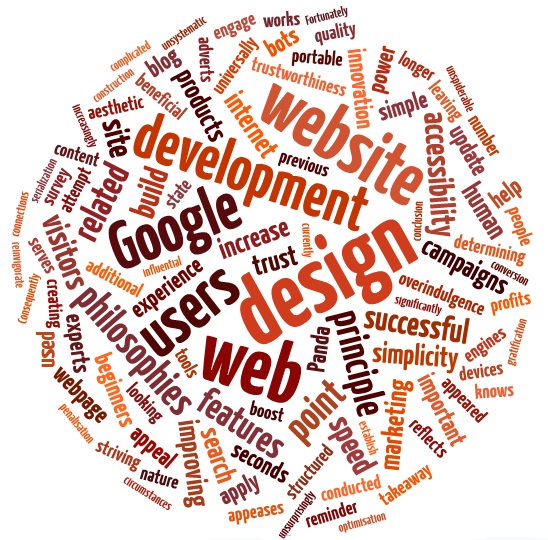 Fortunately
works
engage
unsystematic
complicated
adverts
bots
quality
blog
universally
portable
power
longer
construction
beneficial
products
trustworthiness
innovation
unspiderable
leaving
number
aesthetic
internet
website
simple
increasingly
site
development
accessibility
update
content
previous
serialization
survey
attempt
related
build
state
human
help
people
connections
Google
conclusion
visitors
increase
currently
design
campaigns
determining
conversion
reinvigorate
serves
additional
influential
trust
experience
users
overindulgence
profits
Consequently
creating
philosophies
significantly
successful
used
experts
tools
web
Panda
principle
simplicity
engines
gratification
devices
webpage
beginners
looking
features
boost
point
marketing
important
appeared
knows
penalisation
appeal
improving
search
seconds
speed
establish
reflects
striving
nature
apply
structured
conducted
takeaway
circumstances
appeases
unsurprisingly
reminder
optimisation